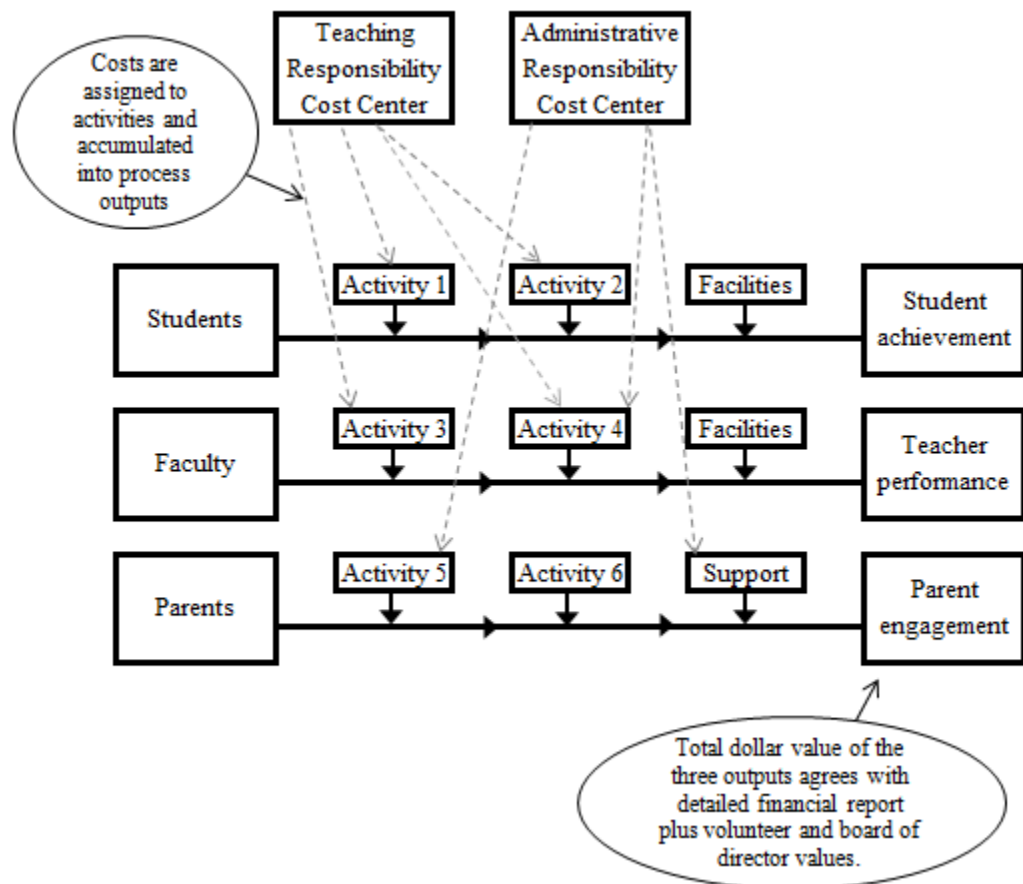 Teaching
Responsibility
Cost Center
Administrative
Responsibility
Cost Center
Costs are
assigned to
activities and
accumulated
into process
outputs
Activity 1
Activity 2
Facilities
Students
Student
achievement
Activity 3
Activity 4
Facilities
Faculty
Teacher
performance
Activity 5
Activity 6
Support
Parents
Parent
engagement
Total dollar value of the
three outputs agrees with
detailed financial report
plus volunteer and board of
director values.